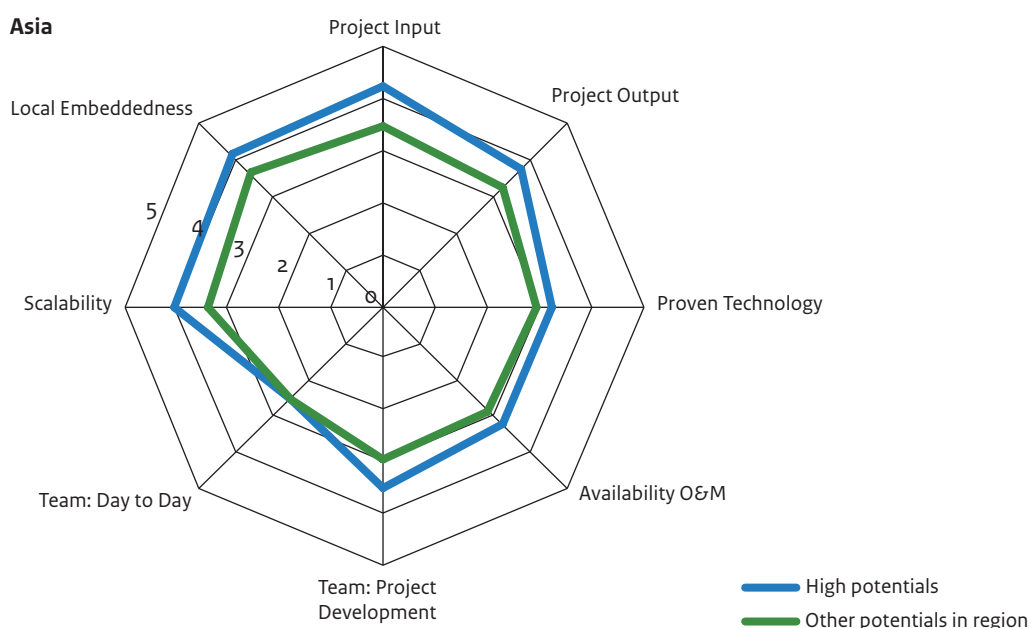 Asia
Project Input
Project Output
Local Embeddedness
5
4
3
2
1
0
Scalability
Proven Technology
Team: Day to Day
Availability O&M
Team: Project
Development
High potentials
Other potentials in region